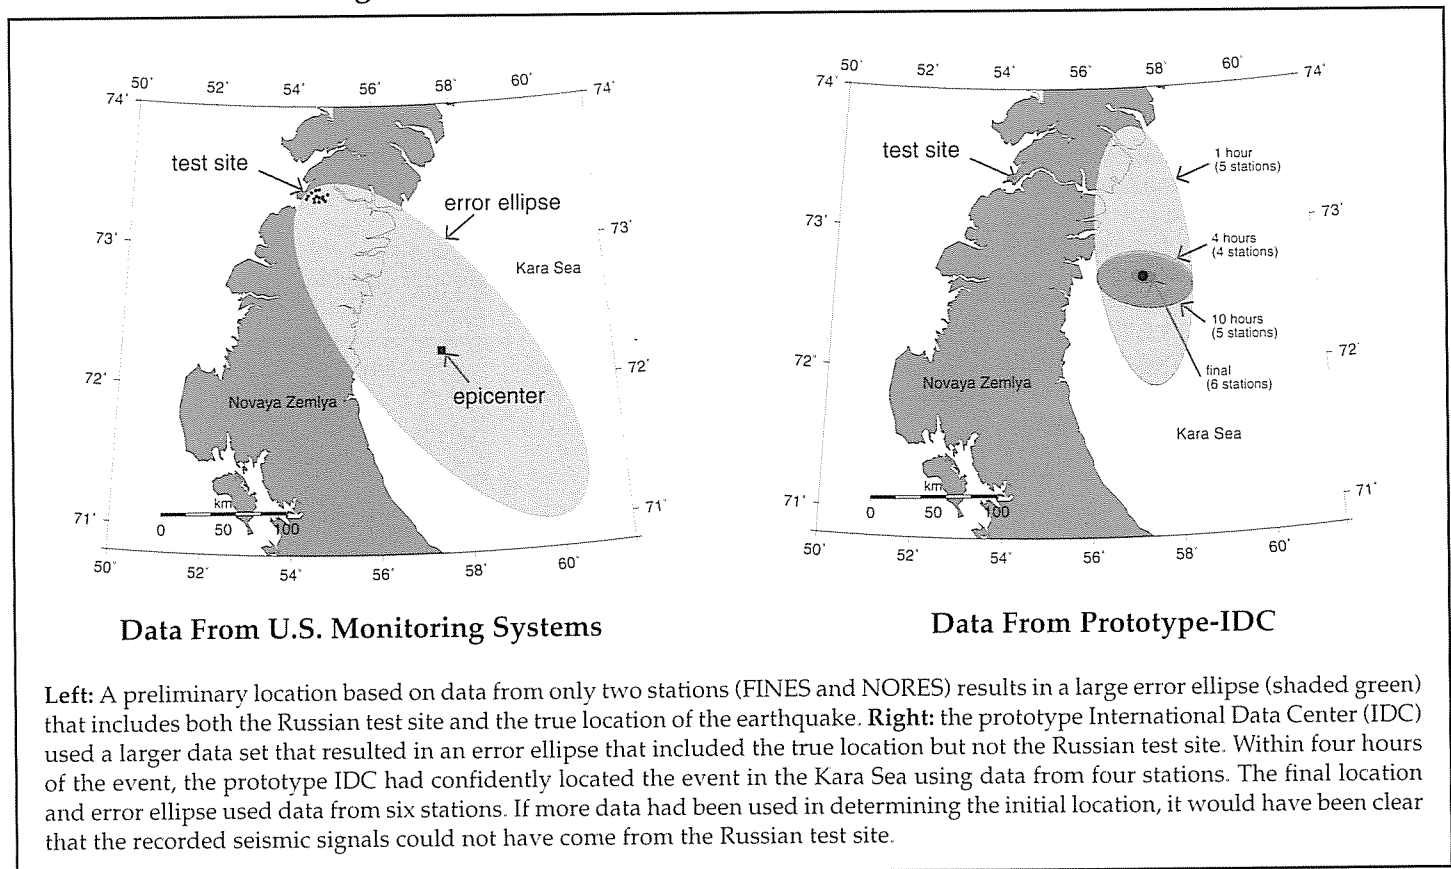 50° 52° 54° 56° 58° 60°
74° 74°
test site
error ellipse
73° 73°
Kara Sea
72° 72°
epicenter
Novaya Zemlya
km
71° 71°
0 50 100
50° 52° 54° 56° 58° 60°
Data From U.S. Monitoring Systems
50° 52° 54° 56° 58° 60°
74° 74°
test site
1 hour
(5 stations)
73° 73°
4 hours
(4 stations)
10 hours
(5 stations)
72° 72°
final
(6 stations)
Novaya Zemlya
Kara Sea
km
71° 71°
0 50 100
50° 52° 54° 56° 58° 60°
Data From Prototype-IDC
Left: A preliminary location based on data from only two stations (FINES and NORES) results in a large error ellipse (shaded green)
that includes both the Russian test site and the true location of the earthquake. Right: the prototype International Data Center (IDC)
used a larger data set that resulted in an error ellipse that included the true location but not the Russian test site. Within four hours
of the event, the prototype IDC had confidently located the event in the Kara Sea using data from four stations. The final location
and error ellipse used data from six stations. If more data had been used in determining the initial location, it would have been clear
that the recorded seismic signals could not have come from the Russian test site.